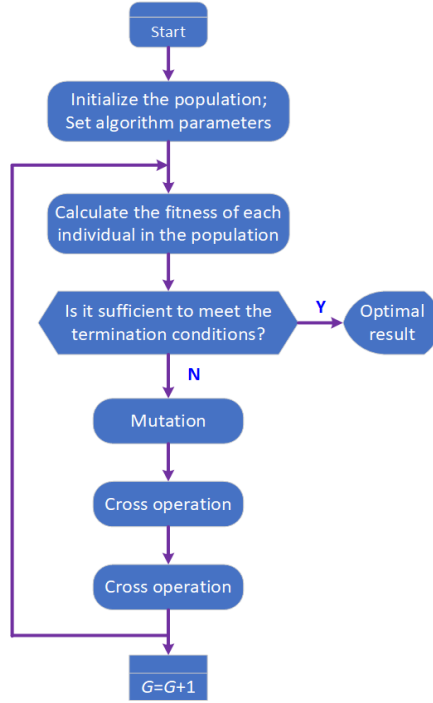 Start
Initialize the population;
Set algorithm parameters
Calculate the fitness of each
individual in the population
Is it sufficient to meet the
termination conditions?
Y
Optimal
result
N
Mutation
Cross operation
Cross operation
G=G+1